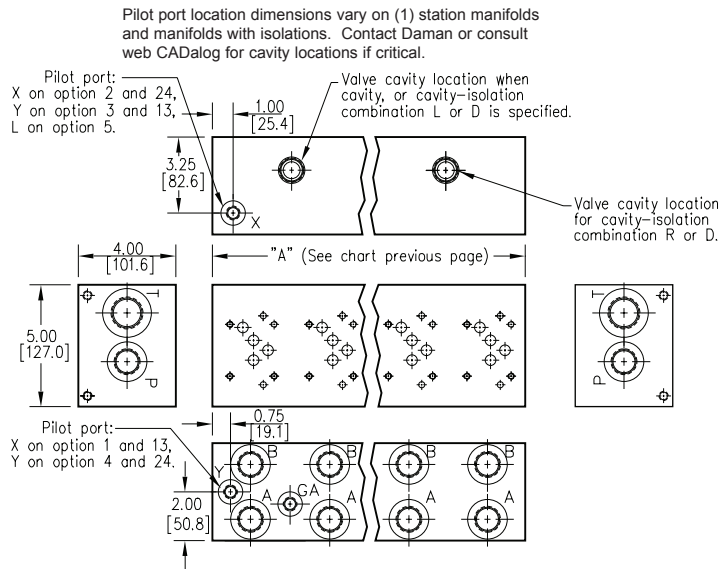 Pilot port location dimensions vary on (1) station manifolds
and manifolds with isolations.  Contact Daman or consult
web CADalog for cavity locations if critical.
Pilot port:
X on option 2 and 24,
Y on option 3 and 13,
L on option 5.
1.00
[25.4]
Valve cavity location when
cavity, or cavity-isolation
combination L or D is specified.
3.25
[82.6]
X
Valve cavity location
for cavity-isolation
combination R or D.
4.00
[101.6]
"A" (See chart previous page)
5.00
[127.0]
T
P
T
P
Pilot port:
X on option 1 and 13,
Y on option 4 and 24.
0.75
[19.1]
B
B
B
B
Y
A
GA
A
A
A
2.00
[50.8]